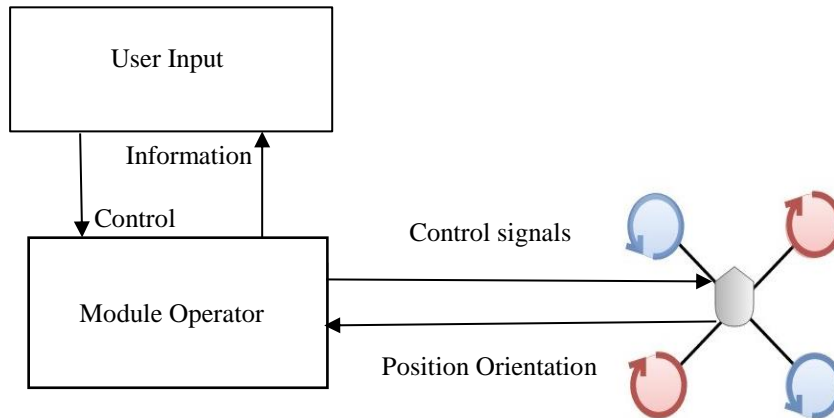 User Input
Information
Control
Control signals
Module Operator
Position Orientation